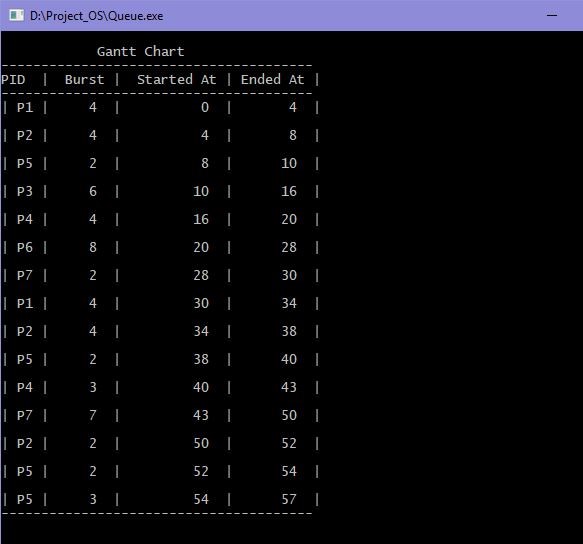 D:\Project_OS\Queue.exe
Gantt Chart
---------------------------------------
PID | Burst | Started At | Ended At |
---------------------------------------
| P1 | 4 | 0 | 4 |
| P2 | 4 | 4 | 8 |
| P5 | 2 | 8 | 10 |
| P3 | 6 | 10 | 16 |
| P4 | 4 | 16 | 20 |
| P6 | 8 | 20 | 28 |
| P7 | 2 | 28 | 30 |
| P1 | 4 | 30 | 34 |
| P2 | 4 | 34 | 38 |
| P5 | 2 | 38 | 40 |
| P4 | 3 | 40 | 43 |
| P7 | 7 | 43 | 50 |
| P2 | 2 | 50 | 52 |
| P5 | 2 | 52 | 54 |
| P5 | 3 | 54 | 57 |
---------------------------------------